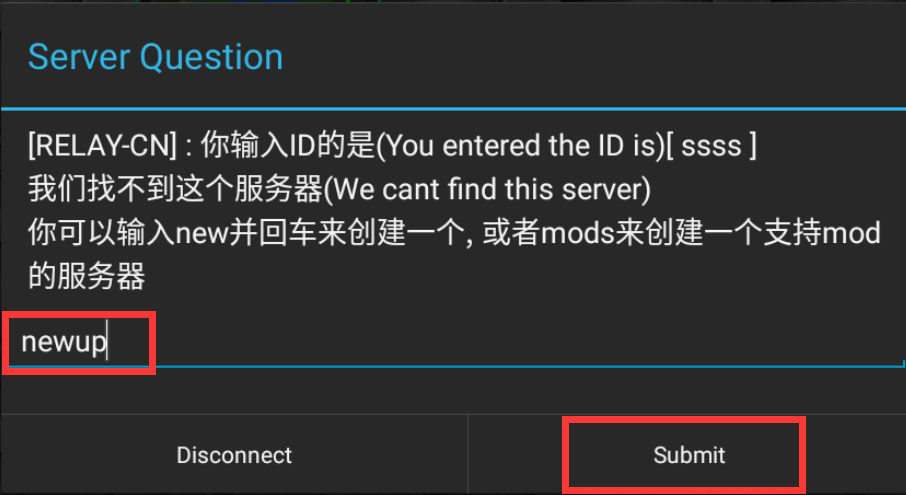 Server Question
[RELAY-CN] : 你输入ID的是(You entered the ID is)[ ssss ]
我们找不到这个服务器(We cant find this server)
你可以输入new并回车来创建一个, 或者mods来创建一个支持mod
的服务器
newup
Disconnect
Submit